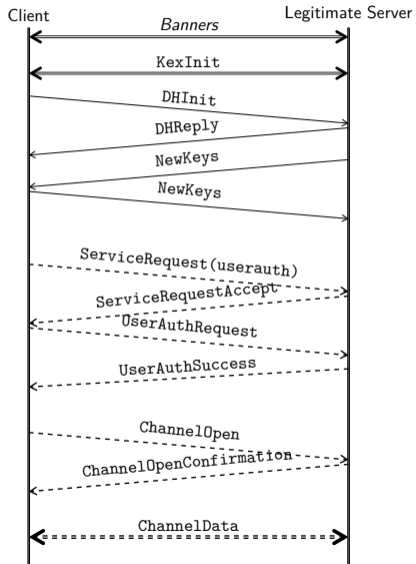 Client
Legitimate Server
Banners
KexInit
DHInit
DHReply
NewKeys
NewKeys
ServiceRequest(userauth)
ServiceRequestAccept
UserAuthRequest
UserAuthSuccess
ChannelOpen
ChannelOpenConfirmation
ChannelData